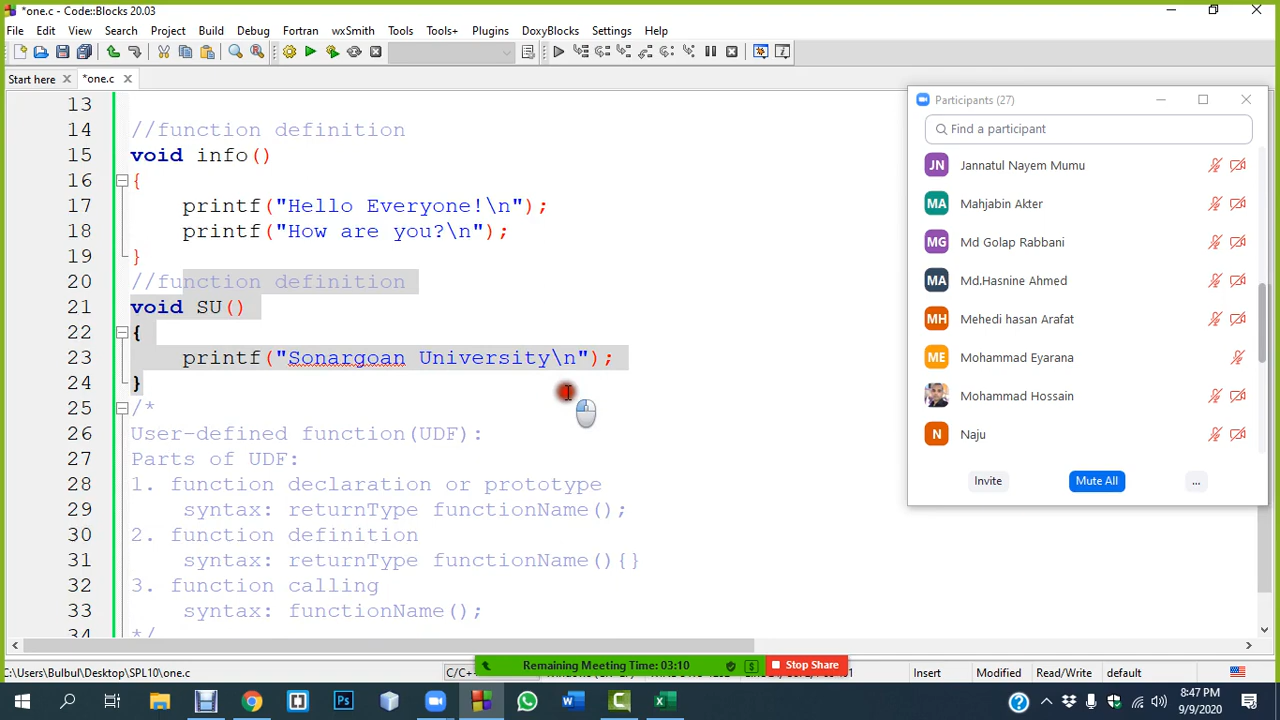 *one.c - Code::Blocks 20.03
File Edit View Search Project Build Debug Fortran wxSmith Tools Tools+ Plugins DoxyBlocks Settings Help
Start here *one.c
13
14 //function definition
15 void info()
16 {
17 printf("Hello Everyone!\n");
18 printf("How are you?\n");
19 }
20 //function definition
21 void SU()
22 {
23 printf("Sonargoan University\n");
24 }
25 /*
26 User-defined function(UDF):
27 Parts of UDF:
28 1. function declaration or prototype
29 syntax: returnType functionName();
30 2. function definition
31 syntax: returnType functionName(){}
32 3. function calling
33 syntax: functionName();
34 */
Participants (27)
Find a participant
JN Jannatul Nayem Mumu
MA Mahjabin Akter
MG Md Golap Rabbani
MA Md.Hasnine Ahmed
MH Mehedi hasan Arafat
ME Mohammad Eyarana
Mohammad Hossain
N Naju
Invite Mute All ...
Remaining Meeting Time: 03:10 Stop Share
C:\Users\Bulbul\Desktop\SPL10\one.c C/C++ Insert Modified Read/Write default
8:47 PM
9/9/2020